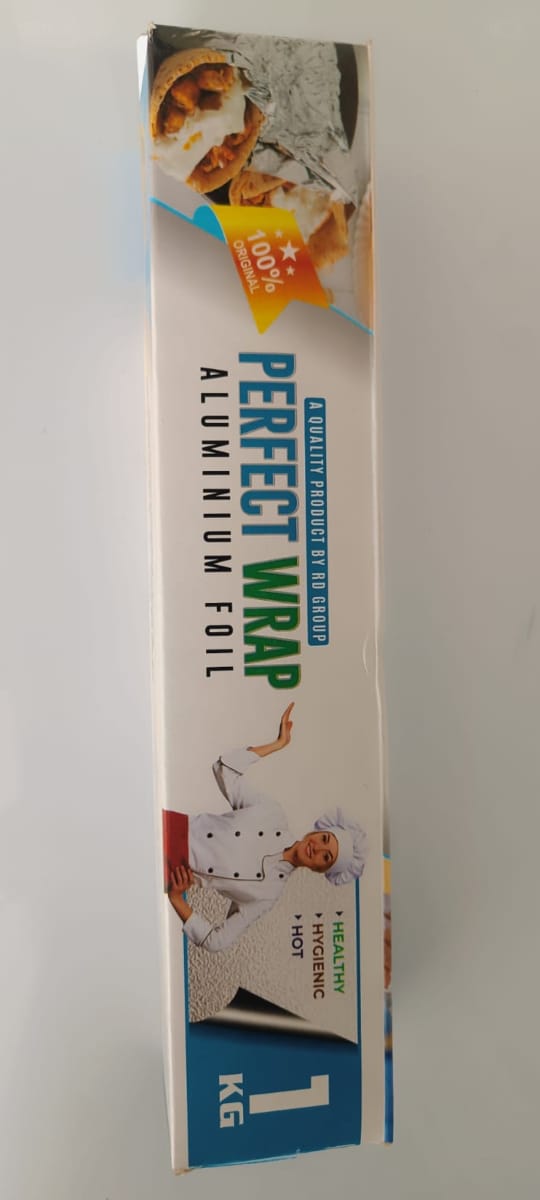 100%
ORIGINAL
A QUALITY PRODUCT BY RD GROUP
PERFECT WRAP
ALUMINIUM FOIL
HEALTHY
HYGIENIC
HOT
1
KG